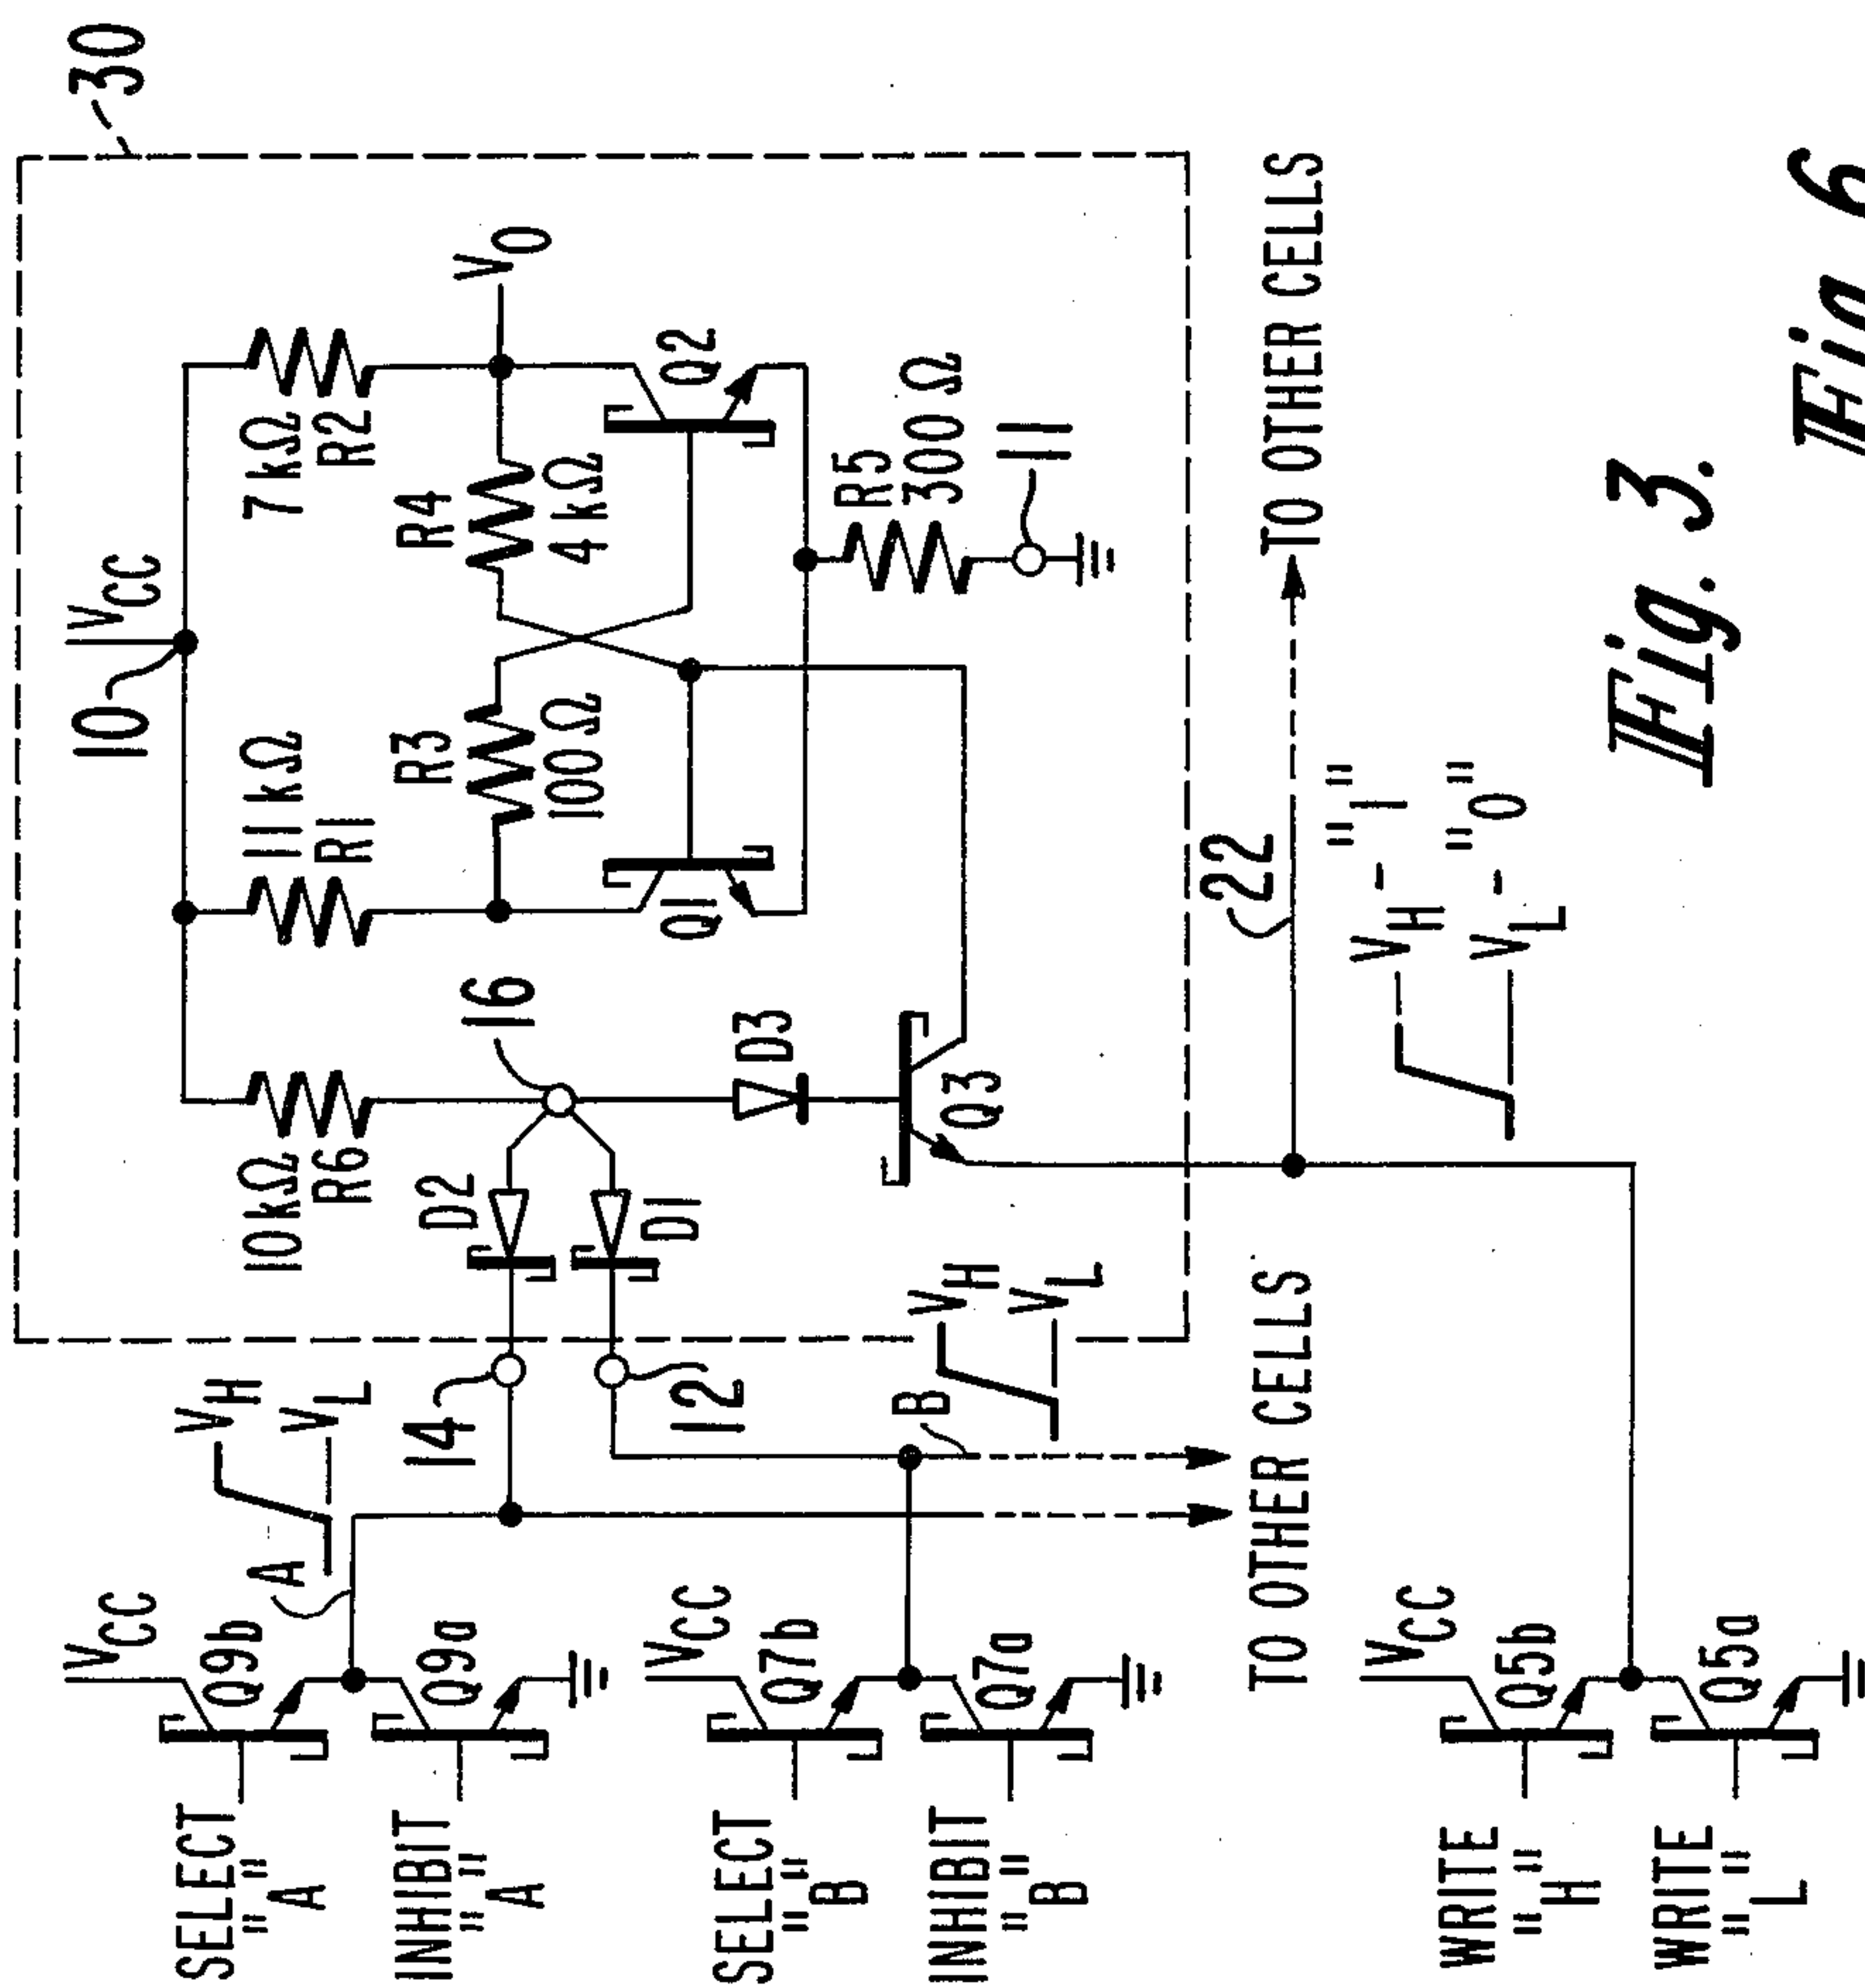 30
10
VCC
10kΩ
R6
11kΩ
R1
7kΩ
R2
16
D2
D1
D3
Q3
R3
100Ω
R4
4kΩ
VO
Q1
Q2
R5
300Ω
11
SELECT
"A"
INHIBIT
"A"
VCC
Q9b
Q9a
A
VH
VL
14
12
SELECT
"B"
INHIBIT
"B"
VCC
Q7b
Q7a
B
VH
VL
TO OTHER CELLS
22
TO OTHER CELLS
VH - "1"
VL - "0"
WRITE
"H"
WRITE
"L"
VCC
Q5b
Q5a
Fig. 3.
Fig. 6